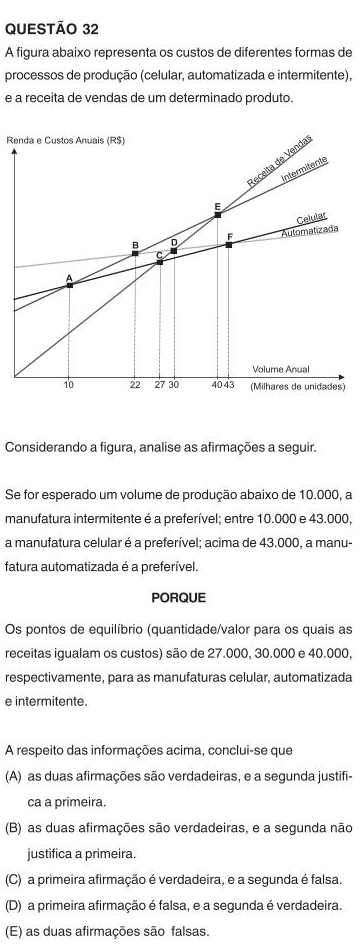 QUESTÃO 32
A figura abaixo representa os custos de diferentes formas de
processos de produção (celular, automatizada e intermitente),
e a receita de vendas de um determinado produto.
Renda e Custos Anuais (R$)
Receita de Vendas
Intermitente
E
Celular
Automatizada
B
D
F
C
A
Volume Anual
10
22
27
30
40
43
(Milhares de unidades)
Considerando a figura, analise as afirmações a seguir.
Se for esperado um volume de produção abaixo de 10.000, a
manufatura intermitente é a preferível; entre 10.000 e 43.000,
a manufatura celular é a preferível; acima de 43.000, a manu-
fatura automatizada é a preferível.
PORQUE
Os pontos de equilíbrio (quantidade/valor para os quais as
receitas igualam os custos) são de 27.000, 30.000 e 40.000,
respectivamente, para as manufaturas celular, automatizada
e intermitente.
A respeito das informações acima, conclui-se que
(A) as duas afirmações são verdadeiras, e a segunda justifi-
ca a primeira.
(B) as duas afirmações são verdadeiras, e a segunda não
justifica a primeira.
(C) a primeira afirmação é verdadeira, e a segunda é falsa.
(D) a primeira afirmação é falsa, e a segunda é verdadeira.
(E) as duas afirmações são falsas.